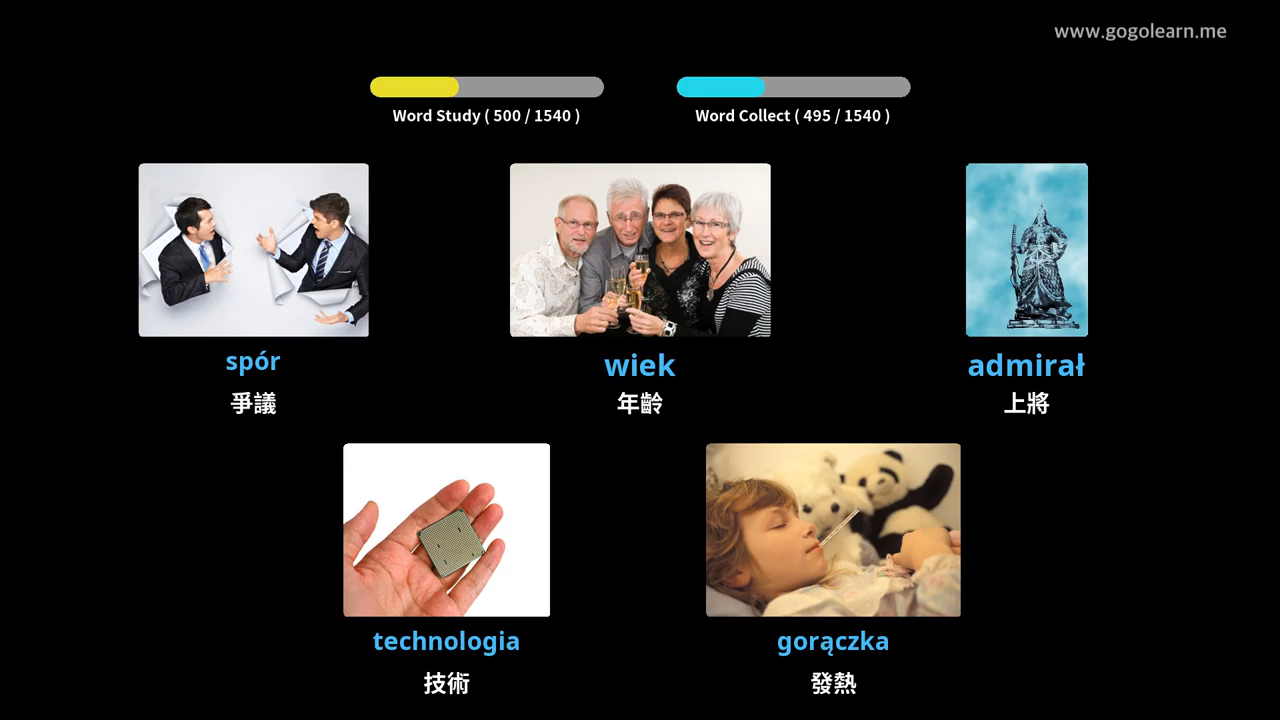 www.gogolearn.me
Word Study ( 500 / 1540 )
Word Collect ( 495 / 1540 )
spór
爭議
wiek
年齡
admirał
上將
technologia
技術
gorączka
發熱